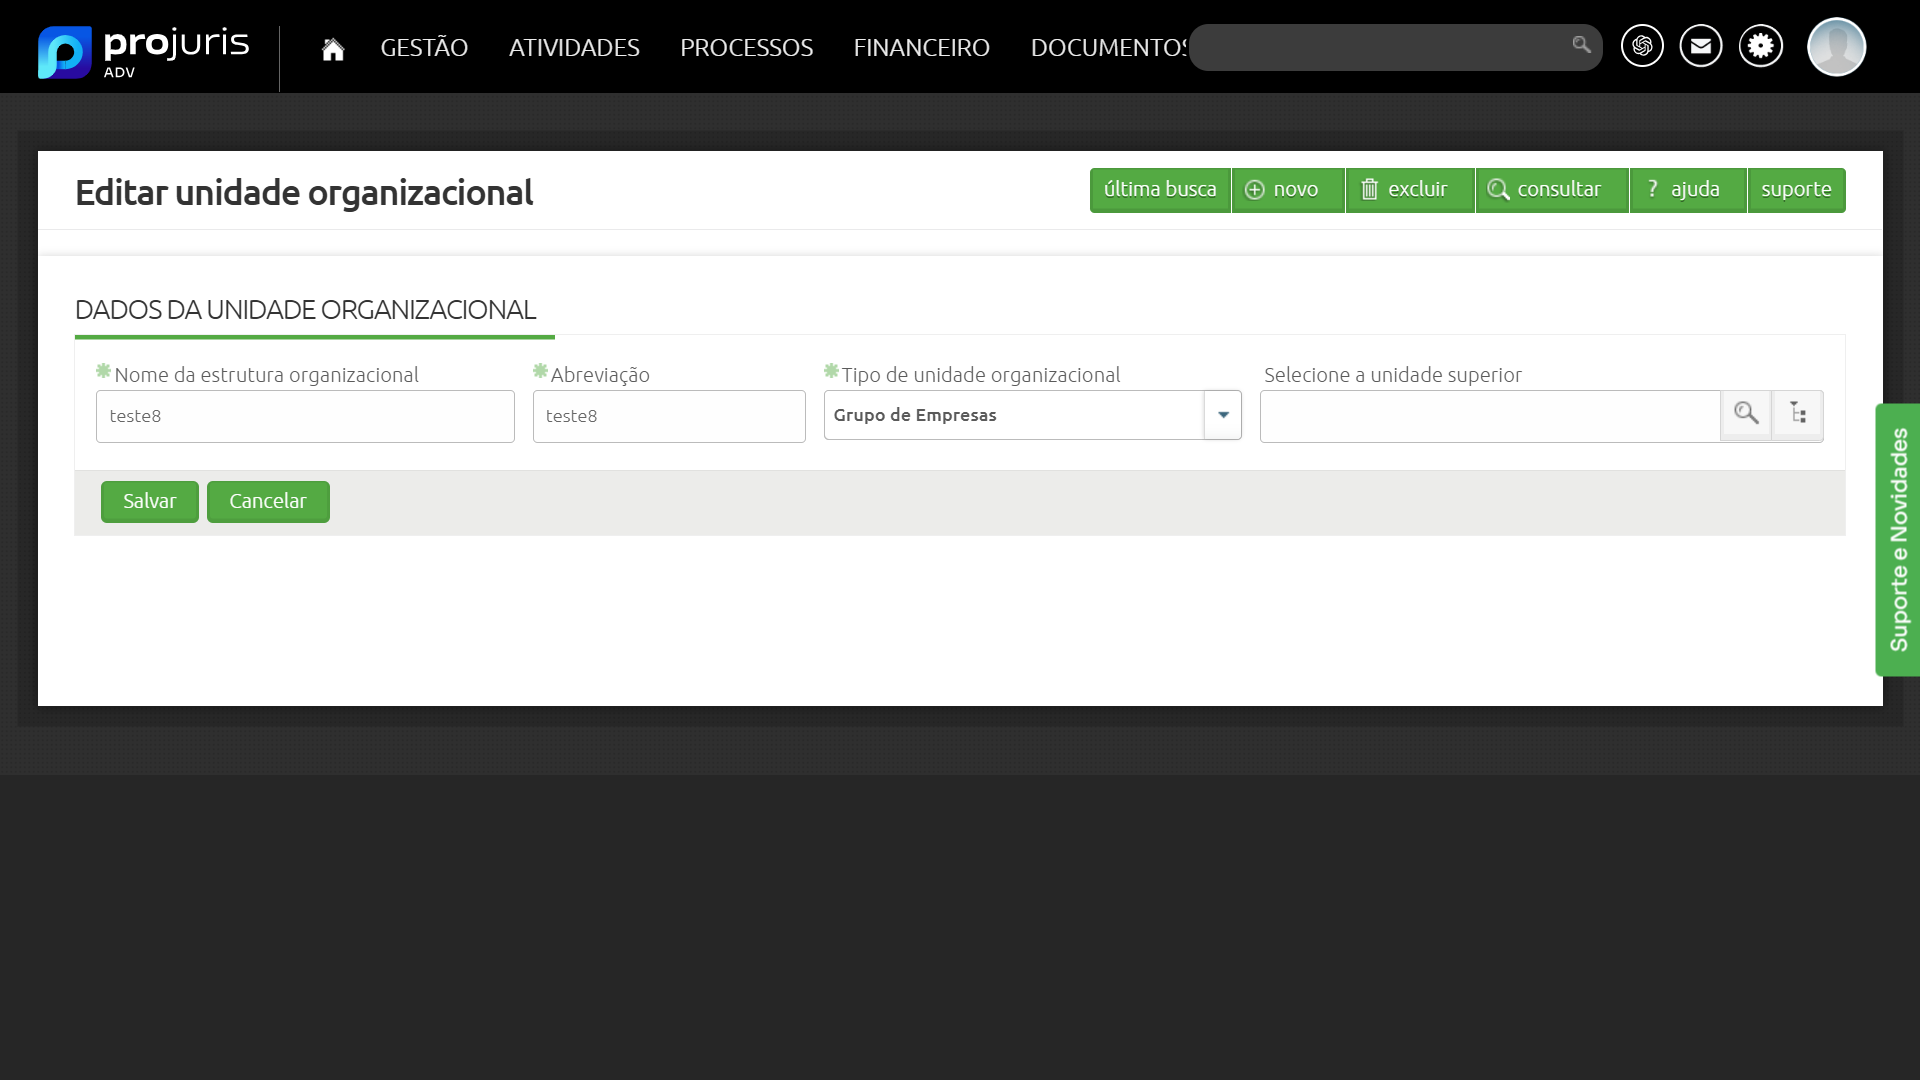 projuris
ADV
GESTÃO
ATIVIDADES
PROCESSOS
FINANCEIRO
DOCUMENTOS
Editar unidade organizacional
última busca
novo
excluir
consultar
? ajuda
suporte
DADOS DA UNIDADE ORGANIZACIONAL
Nome da estrutura organizacional
Abreviação
Tipo de unidade organizacional
Selecione a unidade superior
teste8
teste8
Grupo de Empresas
Salvar
Cancelar
Suporte e Novidades